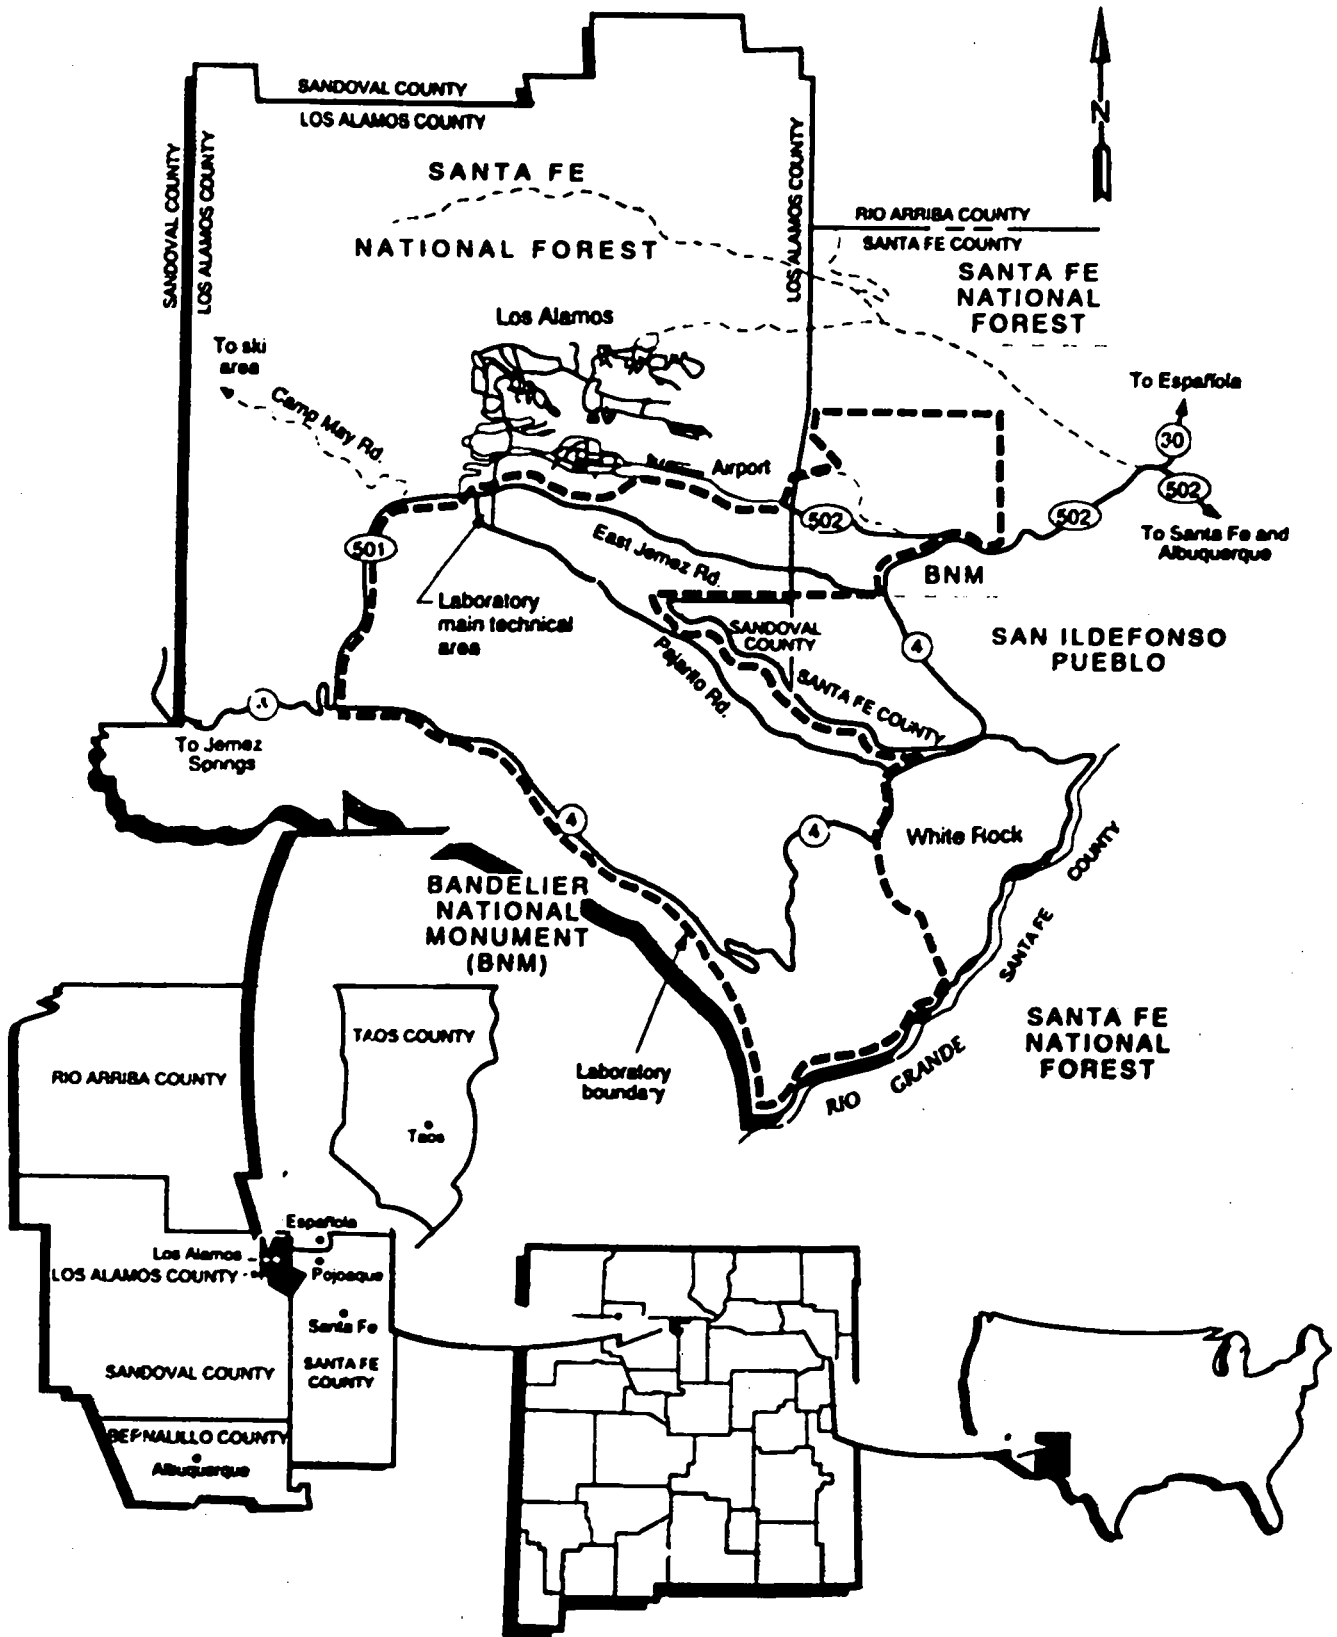 SANDOVAL COUNTY
LOS ALAMOS COUNTY
SANDOVAL COUNTY
LOS ALAMOS COUNTY
LOS ALAMOS COUNTY
N
SANTA FE
NATIONAL FOREST
RIO ARRIBA COUNTY
SANTA FE COUNTY
SANTA FE
NATIONAL
FOREST
Los Alamos
To ski
area
Camp May Rd.
To Española
30
502
To Santa Fe and
Albuquerque
Airport
502
502
501
East Jemez Rd.
BNM
Laboratory
main technical
area
SANDOVAL
COUNTY
SAN ILDEFONSO
PUEBLO
4
Pajarito Rd.
SANTA FE COUNTY
To Jemez
Springs
4
4
White Rock
SANTA FE COUNTY
BANDELIER
NATIONAL
MONUMENT
(BNM)
SANTA FE
NATIONAL
FOREST
Laboratory
boundary
RIO GRANDE
TAOS COUNTY
RIO ARRIBA COUNTY
Taos
Española
Los Alamos
LOS ALAMOS COUNTY
Pojoaque
Santa Fe
SANDOVAL COUNTY
SANTA FE
COUNTY
BERNALILLO COUNTY
Albuquerque